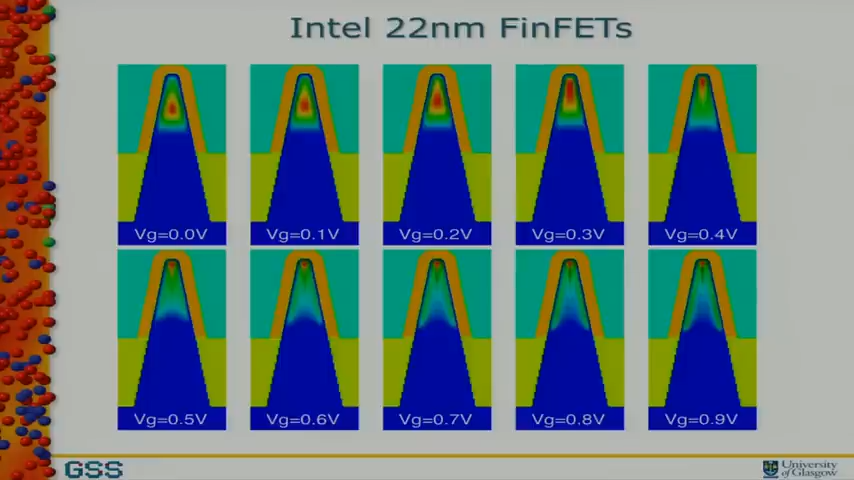 Intel 22nm FinFETs
Vg=0.0V Vg=0.1V Vg=0.2V Vg=0.3V Vg=0.4V
Vg=0.5V Vg=0.6V Vg=0.7V Vg=0.8V Vg=0.9V
GSS
University
of Glasgow